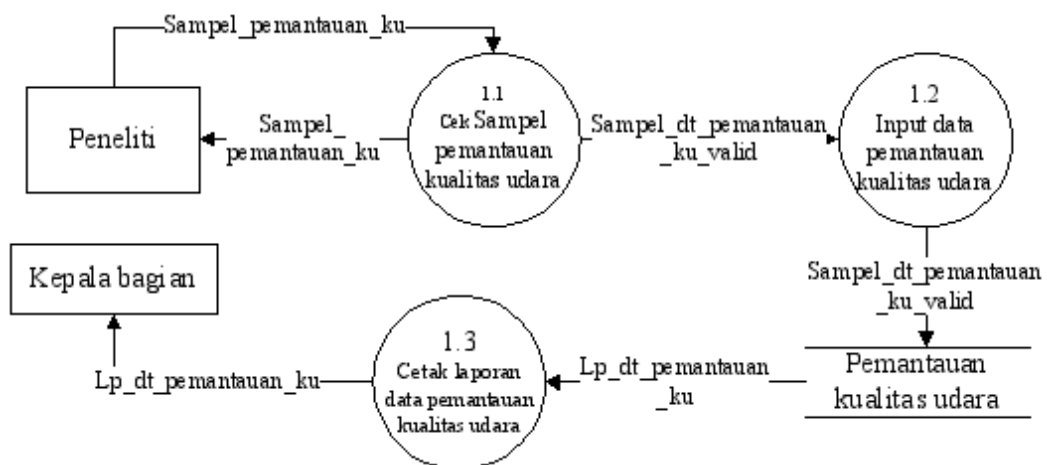 Sampel_pemantauan_ku
Peneliti
Sampel_
pemantauan_ku
1.1
Cek Sampel
pemantauan
kualitas udara
Sampel_dt_pemantauan
_ku_valid
1.2
Input data
pemantauan
kualitas udara
Sampel_dt_pemantauan
_ku_valid
Pemantauan
kualitas udara
Lp_dt_pemantauan
_ku
1.3
Cetak laporan
data pemantauan
kualitas udara
Lp_dt_pemantauan_ku
Kepala bagian